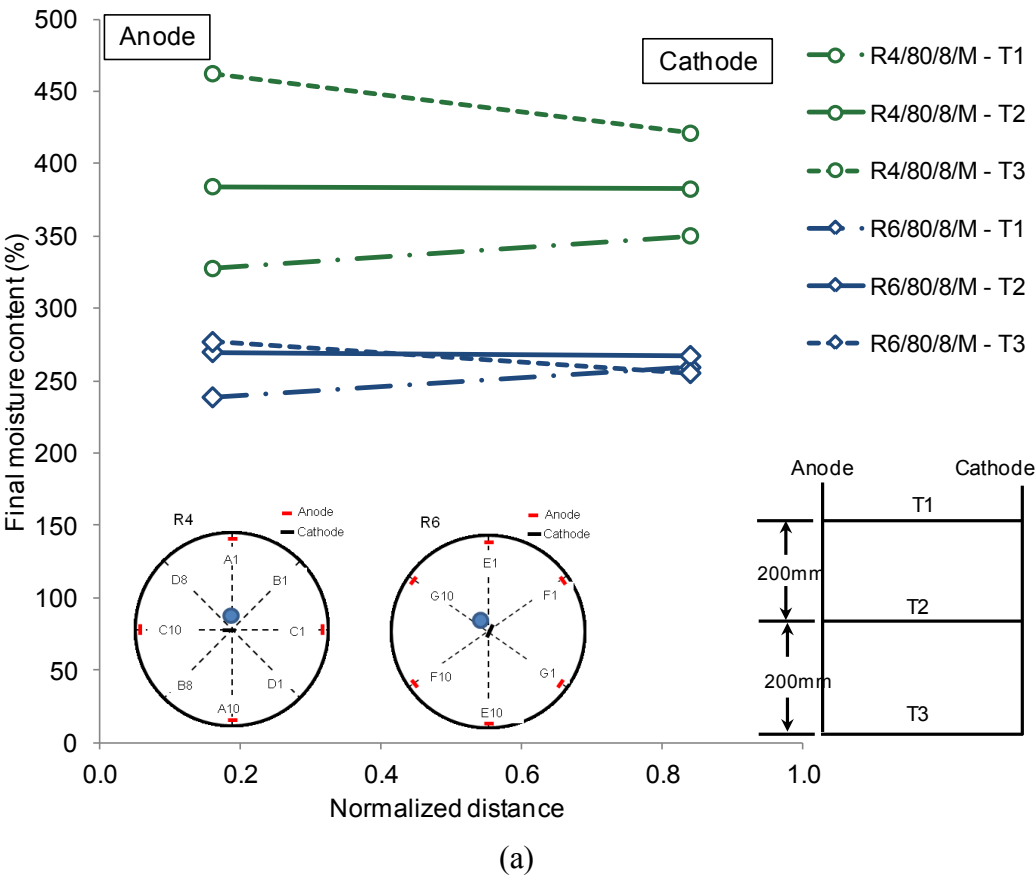 500
450
400
350
300
250
200
150
100
50
0
Final moisture content (%)
Anode
Cathode
R4/80/8/M - T1
R4/80/8/M - T2
R4/80/8/M - T3
R6/80/8/M - T1
R6/80/8/M - T2
R6/80/8/M - T3
R4
Anode
Cathode
A1
B1
C1
D1
A10
B8
C10
D8
R6
Anode
Cathode
E1
F1
G1
E10
F10
G10
Anode
Cathode
T1
200mm
T2
200mm
T3
0.0
0.2
0.4
0.6
0.8
1.0
Normalized distance
(a)